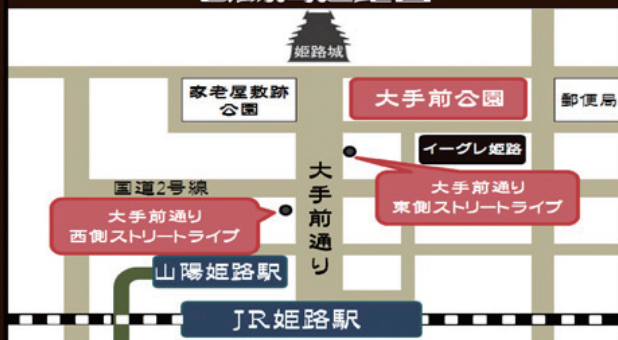 姫路城
家老屋敷跡
公園
大手前公園
郵便局
イーグレ姫路
国道2号線
大手前通り
大手前通り
東側ストリートライブ
大手前通り
西側ストリートライブ
山陽姫路駅
JR姫路駅